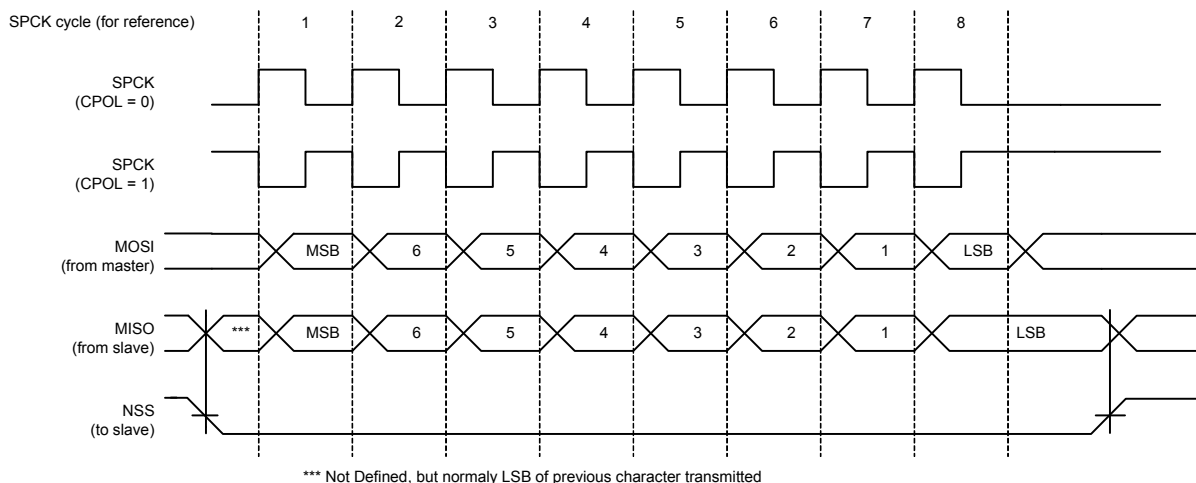 SPCK cycle (for reference) 1 2 3 4 5 6 7 8
SPCK
(CPOL = 0)
SPCK
(CPOL = 1)
MOSI
(from master)
MSB 6 5 4 3 2 1 LSB
MISO
(from slave)
*** MSB 6 5 4 3 2 1 LSB
NSS
(to slave)
*** Not Defined, but normaly LSB of previous character transmitted